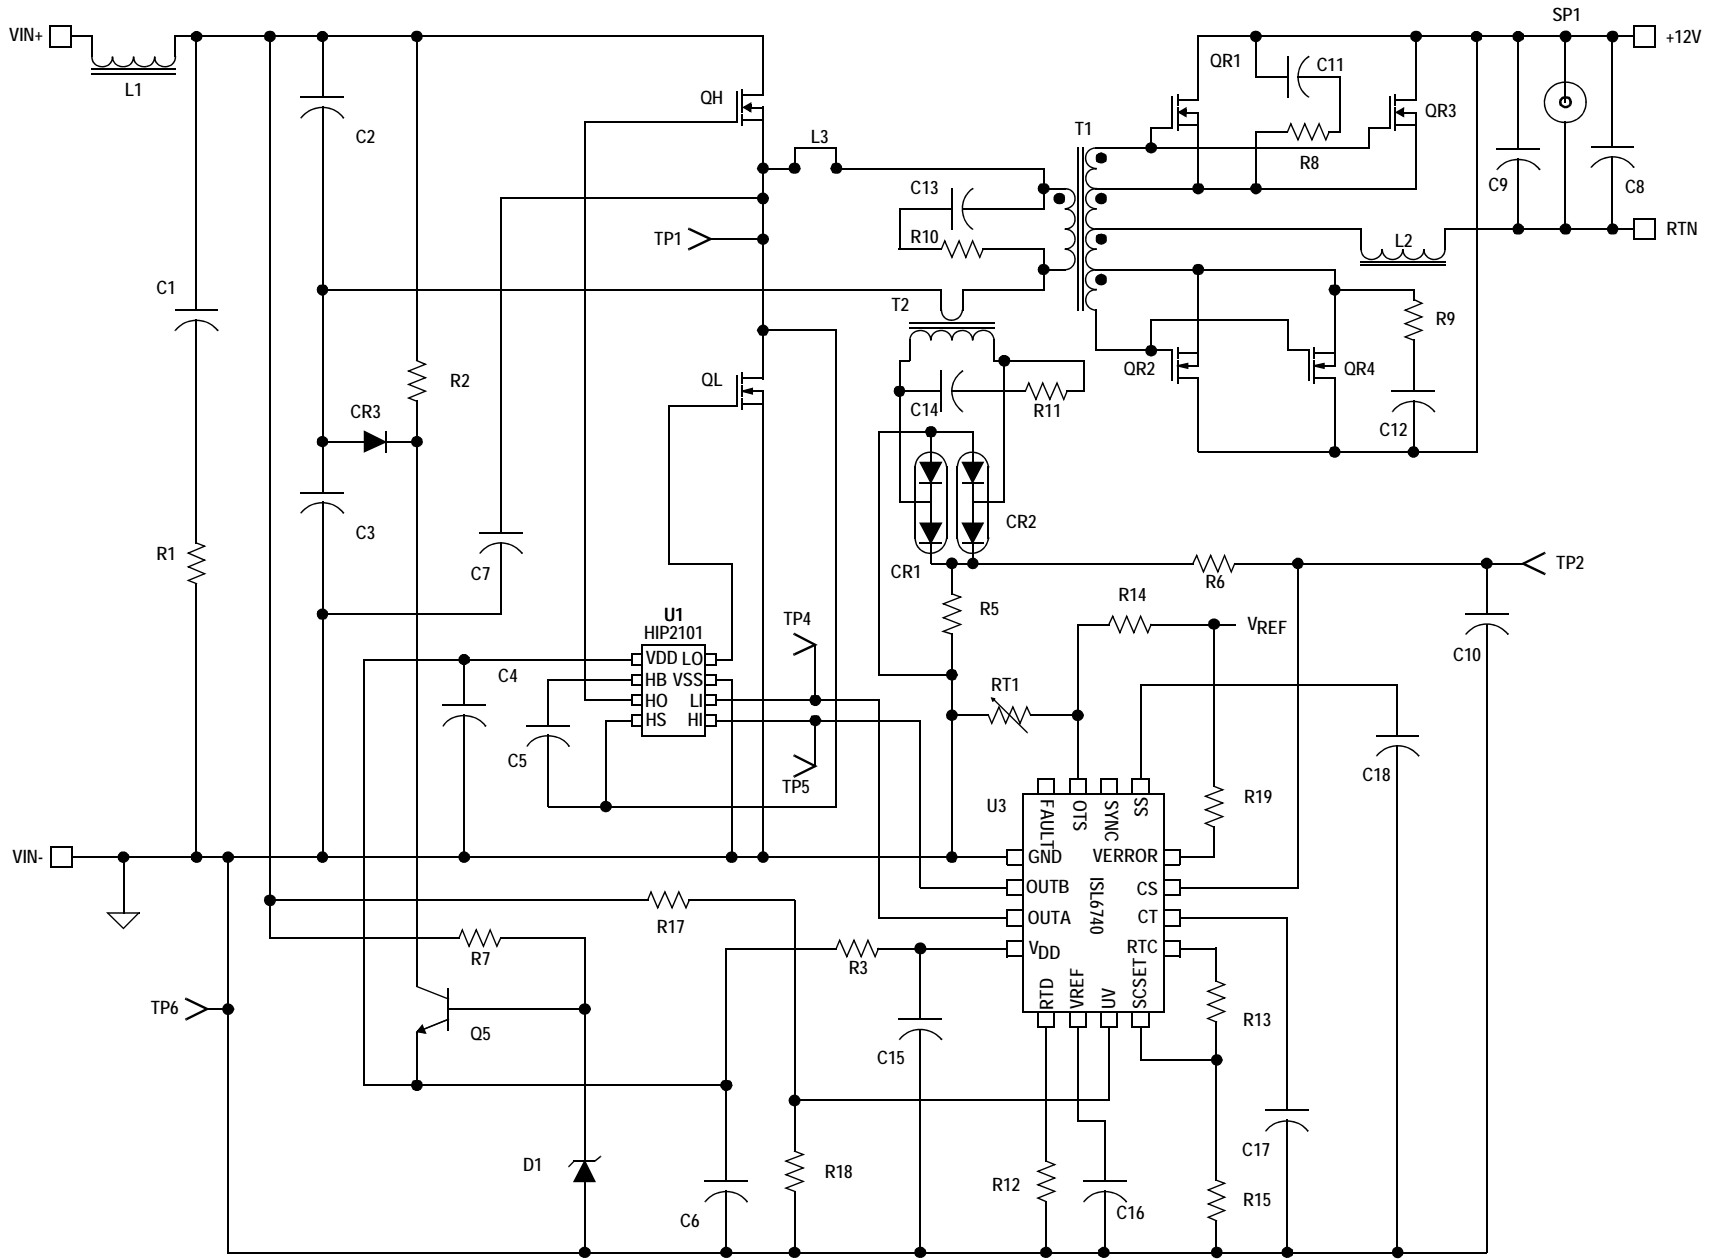 SP1
VIN+
+12V
QR1
C11
L1
QH
QR3
T1
C2
L3
R8
C9
C8
C13
TP1
R10
L2
RTN
C1
T2
R9
R2
QL
QR2
QR4
CR3
C14
R11
C12
C3
CR2
R1
C7
CR1
R6
TP2
R14
U1
HIP2101
TP4
R5
VREF
C10
VDD LO
HB VSS
HO LI
HS HI
C4
RT1
C5
TP5
C18
U3
R19
FAULT
OTS
SYNC
SS
VIN-
GND
VERROR
OUTB
CS
ISL6740
OUTA
CT
R17
VDD
RTC
R7
R3
RTD
VREF
UV
SCSET
TP6
Q5
R13
C15
C17
D1
R18
R12
R15
C6
C16